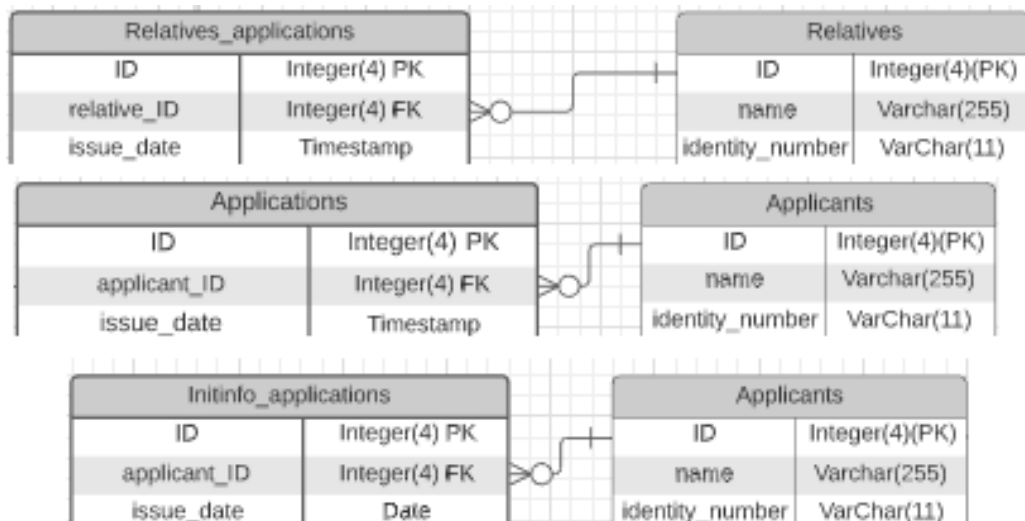 Relatives_applications Relatives
ID Integer(4) PK ID Integer(4)(PK)
relative_ID Integer(4) FK name Varchar(255)
issue_date Timestamp identity_number VarChar(11)
Applications Applicants
ID Integer(4) PK ID Integer(4)(PK)
applicant_ID Integer(4) FK name Varchar(255)
issue_date Timestamp identity_number VarChar(11)
Initinfo_applications Applicants
ID Integer(4) PK ID Integer(4)(PK)
applicant_ID Integer(4) FK name Varchar(255)
issue_date Date identity_number VarChar(11)